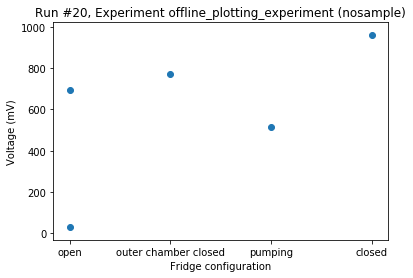 Run #20, Experiment offline_plotting_experiment (nosample)
1000
800
600
400
200
0
Voltage (mV)
open outer chamber closed pumping closed
Fridge configuration